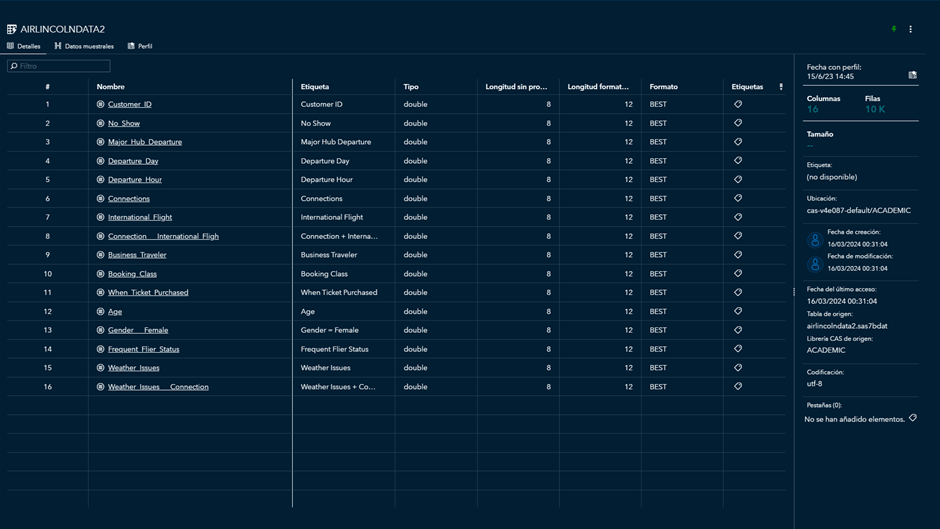 AIRLINCOLNDATA2
Detalles Datos muestrales Perfil
Filtro
# Nombre Etiqueta Tipo Longitud sin pro... Longitud format... Formato Etiquetas
1 Customer_ID Customer ID double 8 12 BEST
2 No_Show No Show double 8 12 BEST
3 Major_Hub_Departure Major Hub Departure double 8 12 BEST
4 Departure_Day Departure Day double 8 12 BEST
5 Departure_Hour Departure Hour double 8 12 BEST
6 Connections Connections double 8 12 BEST
7 International_Flight International Flight double 8 12 BEST
8 Connection___International_Fligh Connection + Interna... double 8 12 BEST
9 Business_Traveler Business Traveler double 8 12 BEST
10 Booking_Class Booking Class double 8 12 BEST
11 When_Ticket_Purchased When Ticket Purchased double 8 12 BEST
12 Age Age double 8 12 BEST
13 Gender___Female Gender = Female double 8 12 BEST
14 Frequent_Flier_Status Frequent Flier Status double 8 12 BEST
15 Weather_Issues Weather Issues double 8 12 BEST
16 Weather_Issues___Connection Weather Issues + Co... double 8 12 BEST
Fecha con perfil:
15/6/23 14:45
Columnas Filas
16 10 K
Tamaño
--
Etiqueta:
(no disponible)
Ubicación:
cas-v4e087-default/ACADEMIC
Fecha de creación:
16/03/2024 00:31:04
Fecha de modificación:
16/03/2024 00:31:04
Fecha del último acceso:
16/03/2024 00:31:04
Tabla de origen:
airlincolndata2.sas7bdat
Librería CAS de origen:
ACADEMIC
Codificación:
utf-8
Pestañas (0):
No se han añadido elementos.